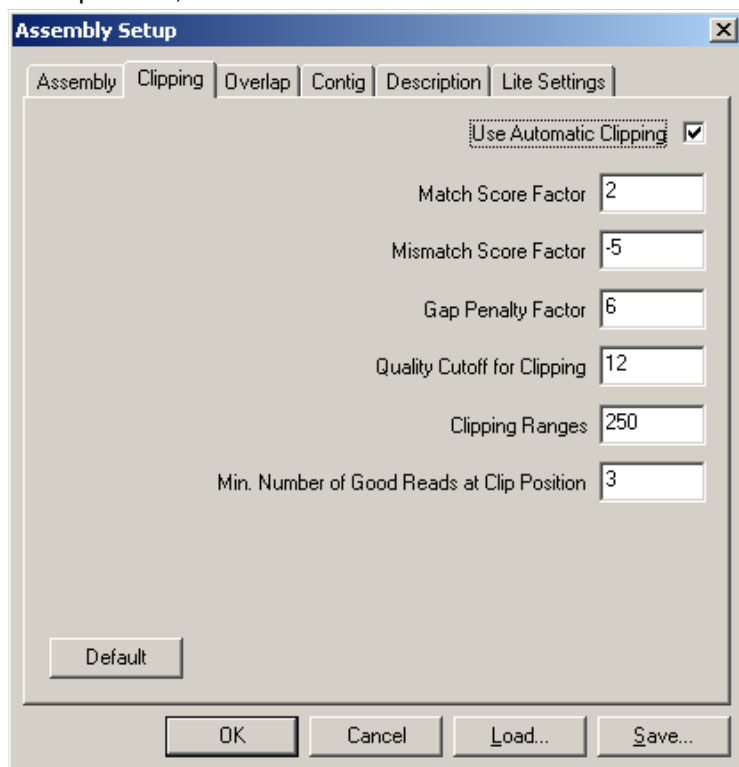 Assembly Setup
Assembly Clipping Overlap Contig Description Lite Settings
Use Automatic Clipping
Match Score Factor 2
Mismatch Score Factor -5
Gap Penalty Factor 6
Quality Cutoff for Clipping 12
Clipping Ranges 250
Min. Number of Good Reads at Clip Position 3
Default
OK Cancel Load... Save...